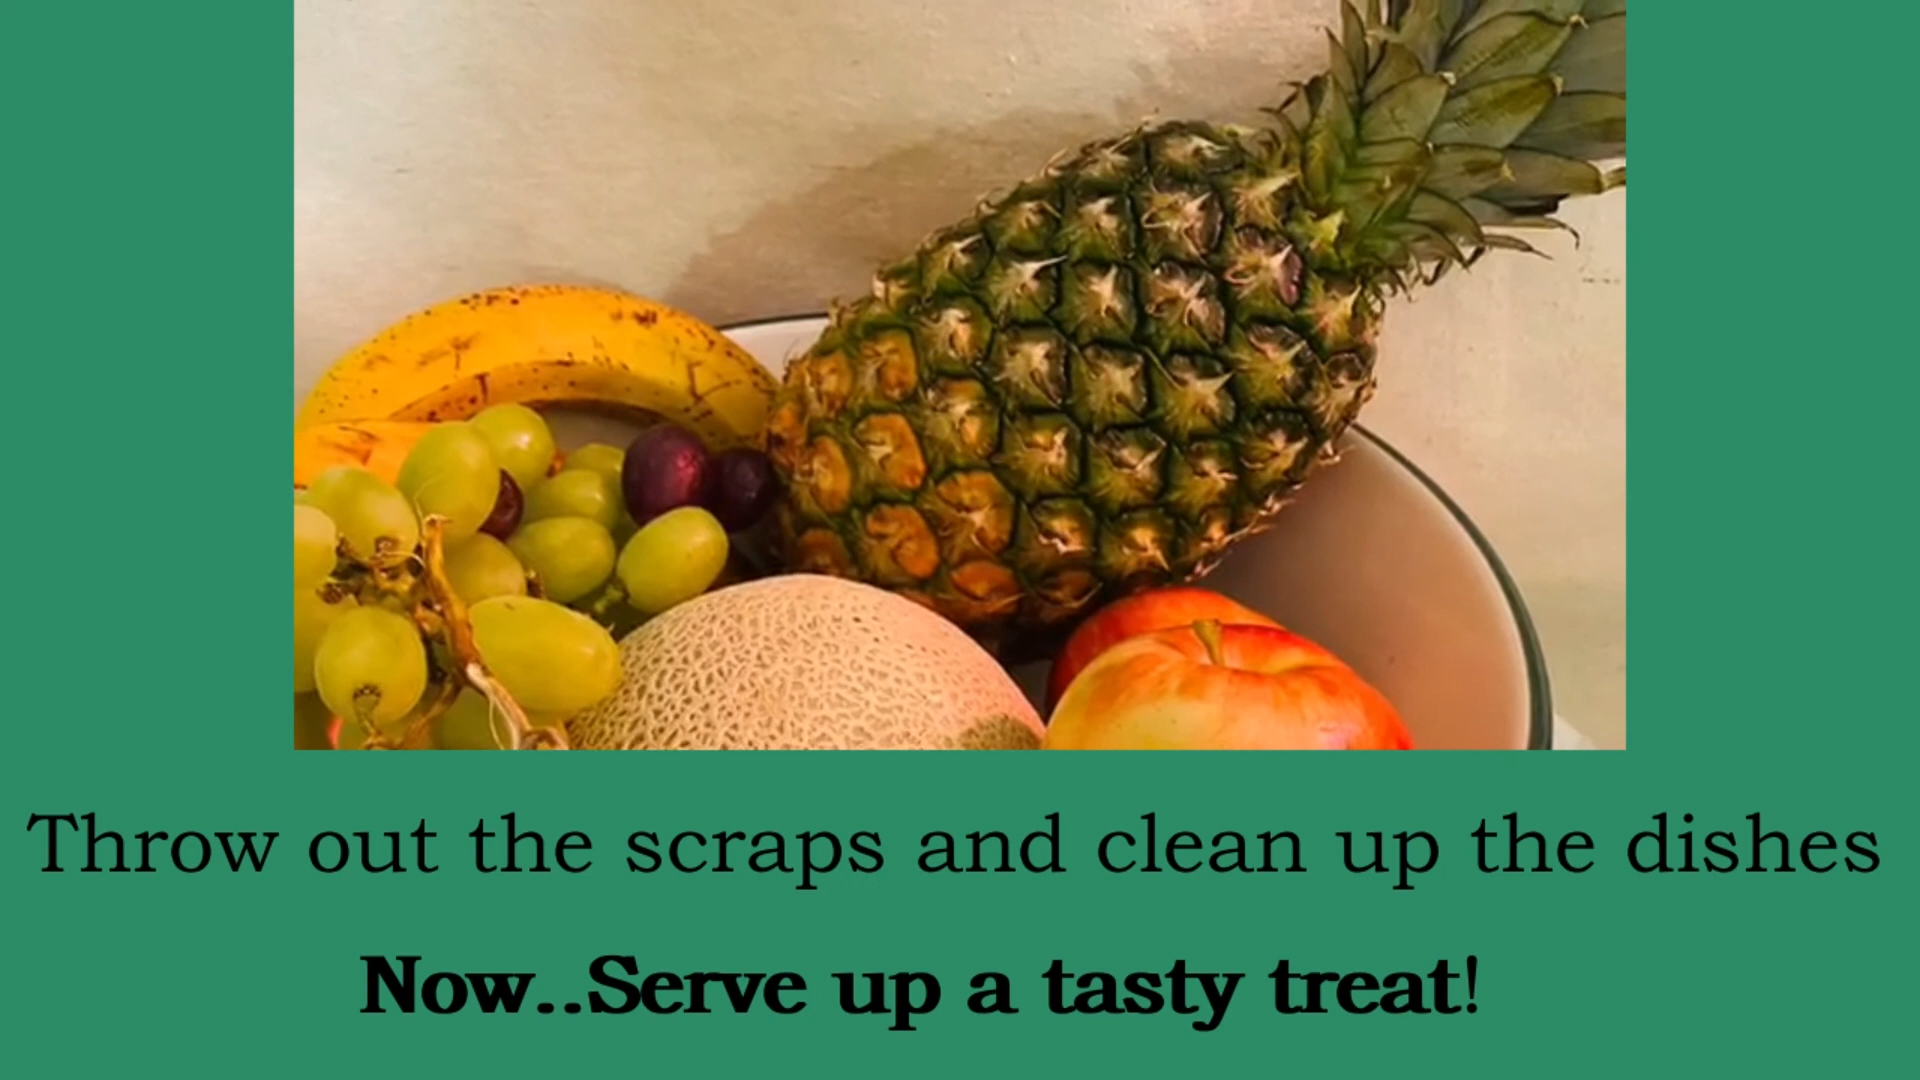 Throw out the scraps and clean up the dishes
Now..Serve up a tasty treat!